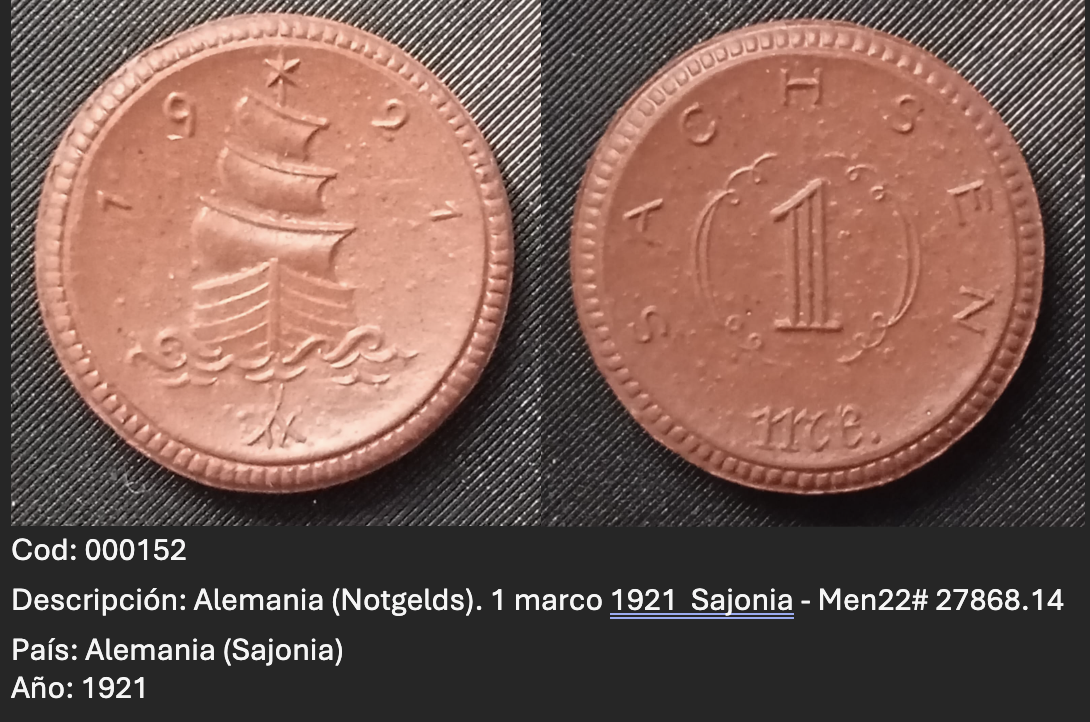 1921
SACHSEN
1
Mk.
Cod: 000152
Descripción: Alemania (Notgelds). 1 marco 1921 Sajonia - Men22# 27868.14
País: Alemania (Sajonia)
Año: 1921